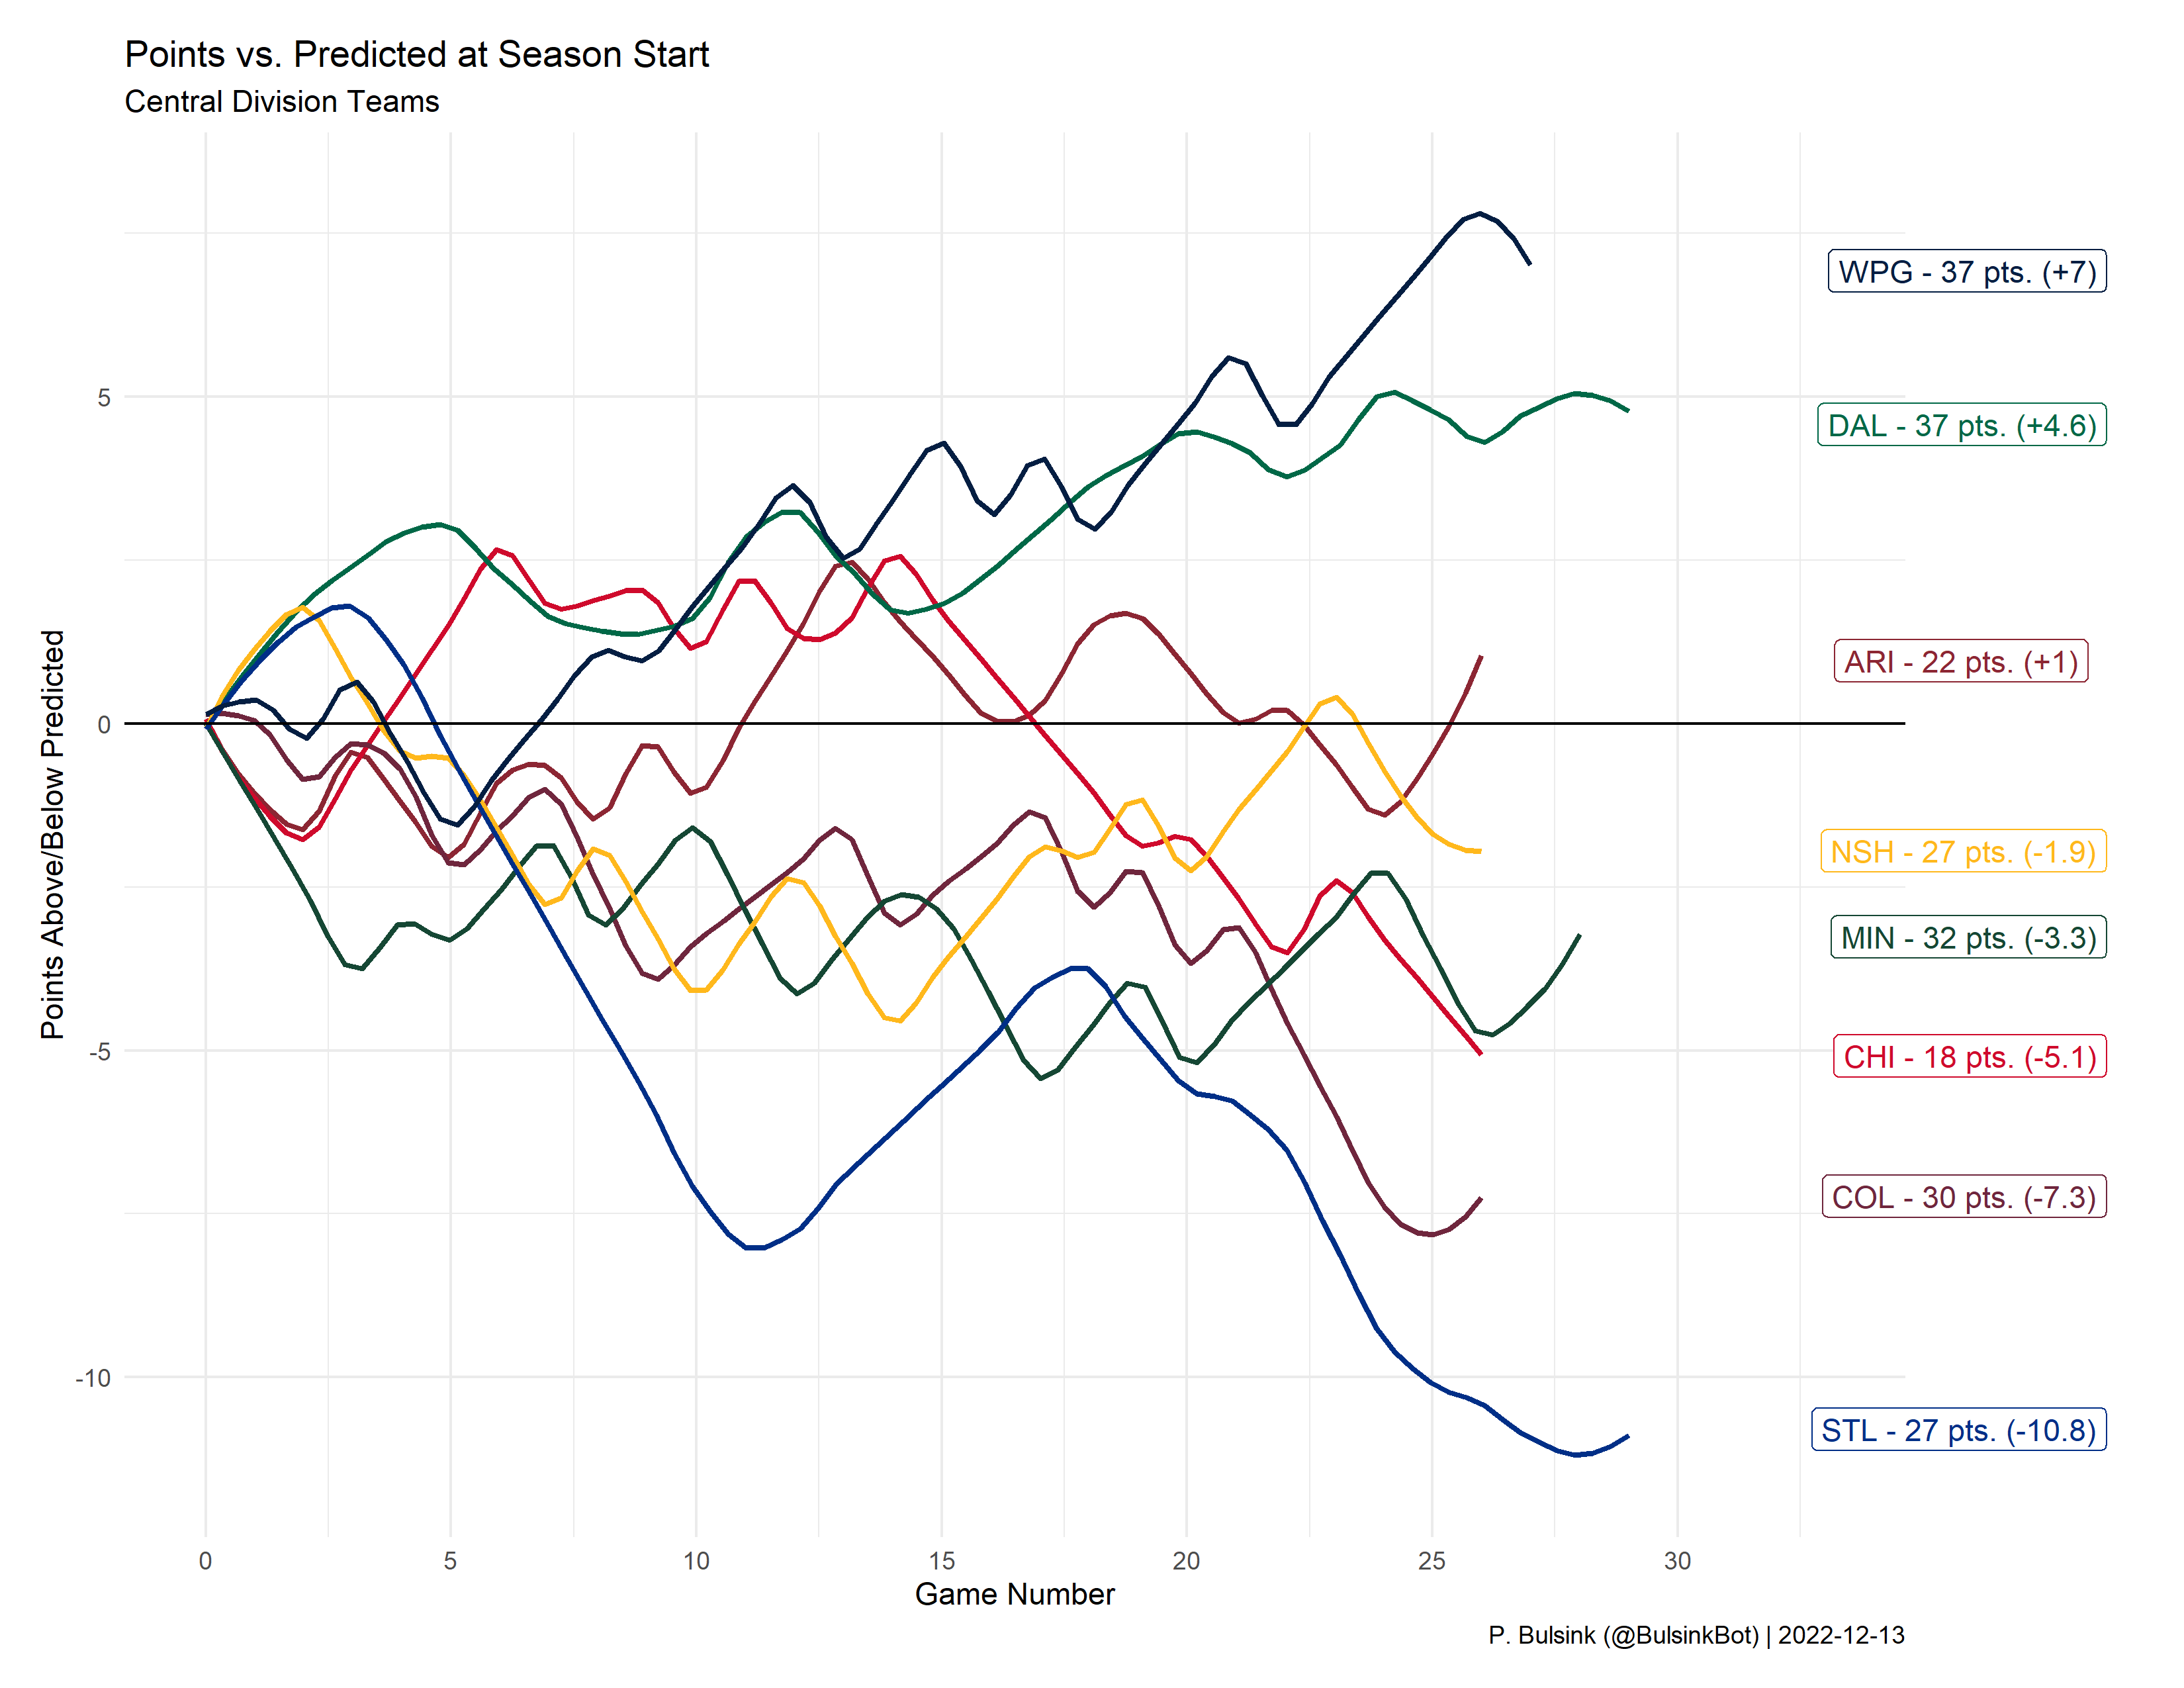 Points vs. Predicted at Season Start
Central Division Teams
Points Above/Below Predicted
5
0
-5
-10
WPG - 37 pts. (+7)
DAL - 37 pts. (+4.6)
ARI - 22 pts. (+1)
NSH - 27 pts. (-1.9)
MIN - 32 pts. (-3.3)
CHI - 18 pts. (-5.1)
COL - 30 pts. (-7.3)
STL - 27 pts. (-10.8)
0 5 10 15 20 25 30
Game Number
P. Bulsink (@BulsinkBot) | 2022-12-13